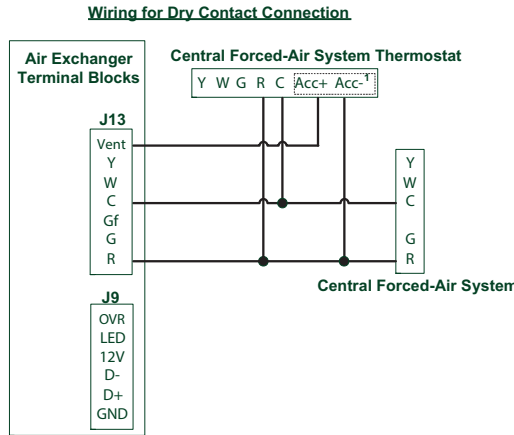 Wiring for Dry Contact Connection
Air Exchanger
Terminal Blocks
Central Forced-Air System Thermostat
Y W G R C Acc+ Acc-1
J13
Vent
Y
W
C
Gf
G
R
Y
W
C
G
R
Central Forced-Air System
J9
OVR
LED
12V
D-
D+
GND